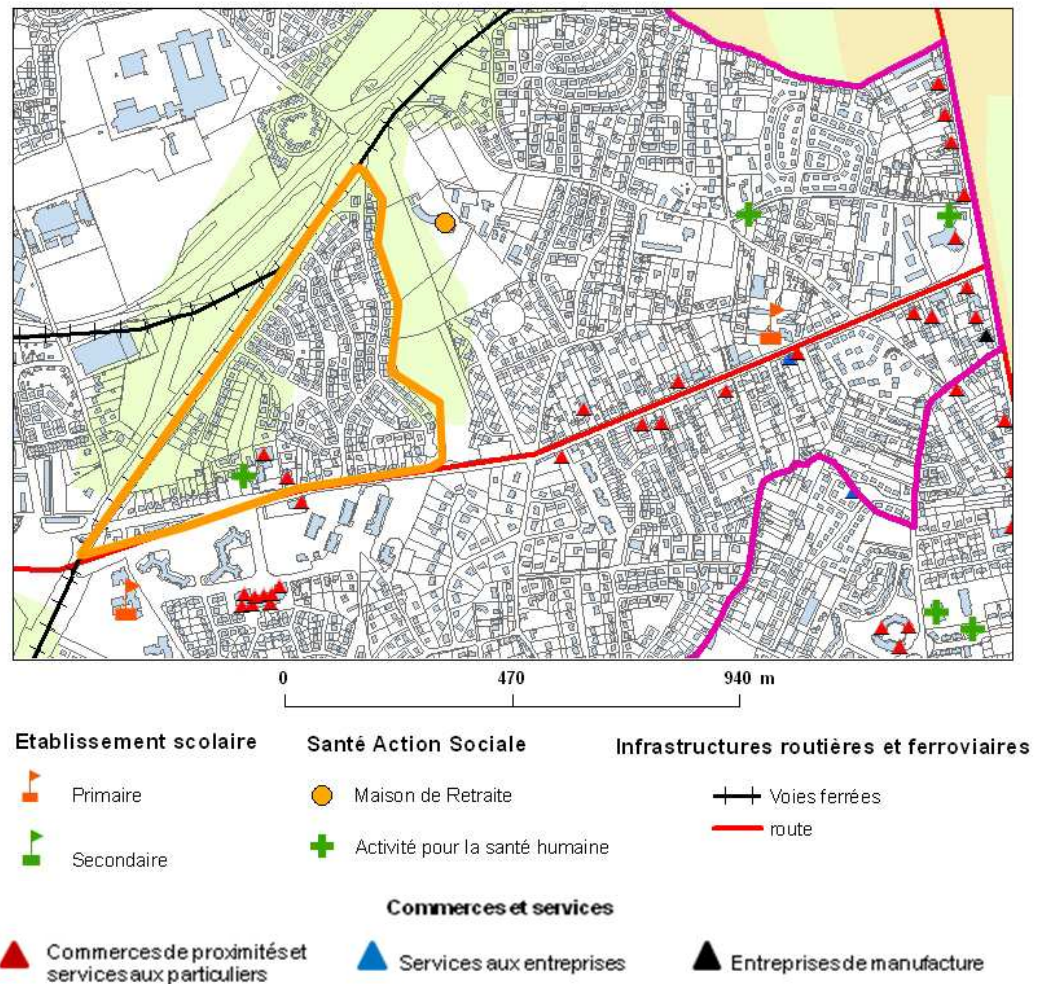 0 470 940 m
Etablissement scolaire
Santé Action Sociale
Infrastructures routières et ferroviaires
Primaire
Maison de Retraite
Voies ferrées
route
Secondaire
Activité pour la santé humaine
Commerces et services
Commerces de proximités et
services aux particuliers
Services aux entreprises
Entreprises de manufacture